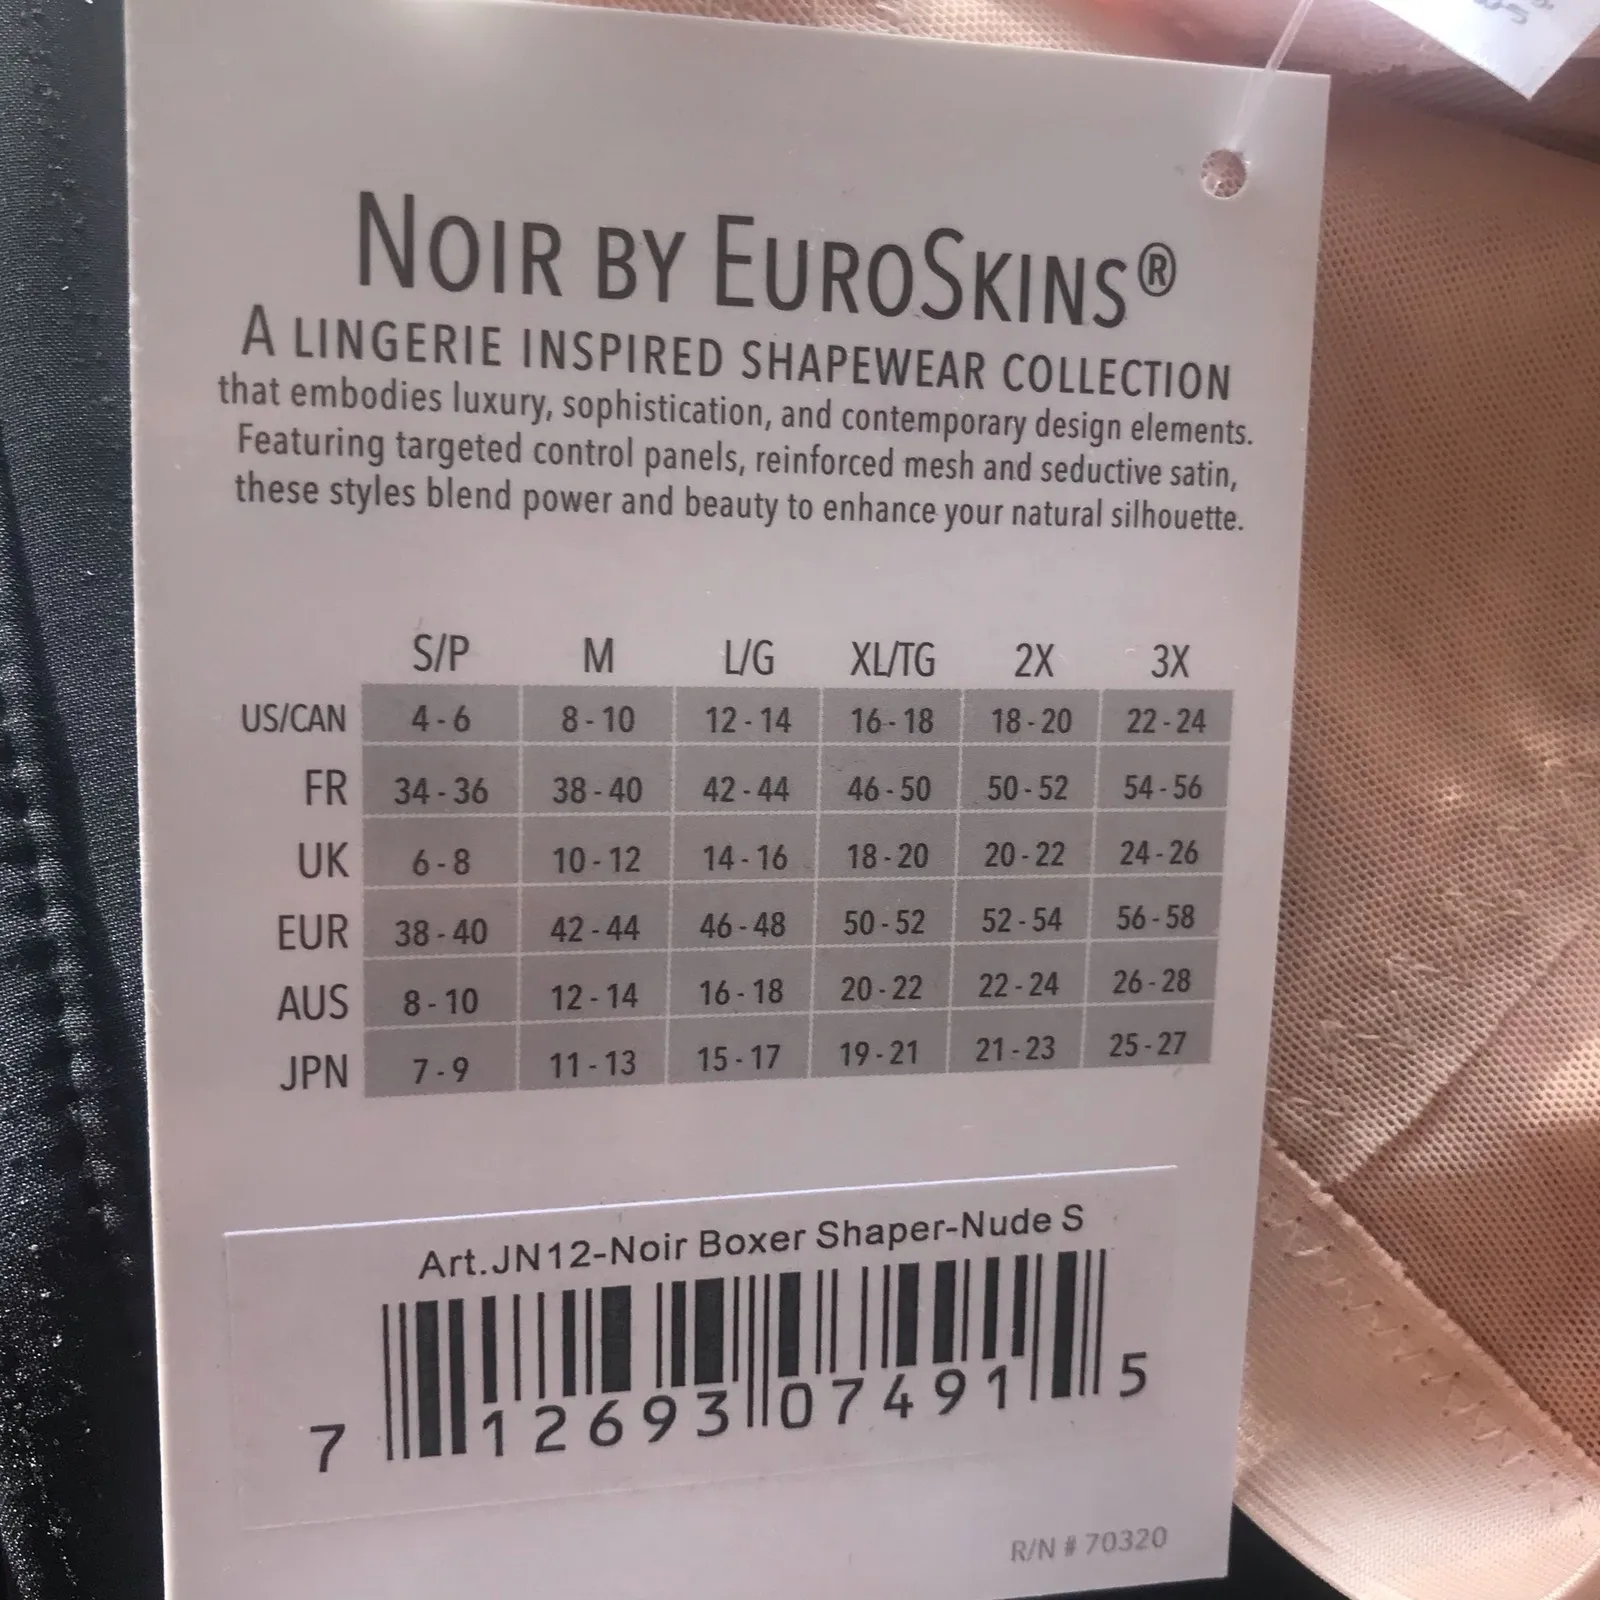 NOIR BY EUROSKINS®
A LINGERIE INSPIRED SHAPEWEAR COLLECTION
that embodies luxury, sophistication, and contemporary design elements.
Featuring targeted control panels, reinforced mesh and seductive satin,
these styles blend power and beauty to enhance your natural silhouette.
S/P M L/G XL/TG 2X 3X
US/CAN 4 - 6 8 - 10 12 - 14 16 - 18 18 - 20 22 - 24
FR 34 - 36 38 - 40 42 - 44 46 - 50 50 - 52 54 - 56
UK 6 - 8 10 - 12 14 - 16 18 - 20 20 - 22 24 - 26
EUR 38 - 40 42 - 44 46 - 48 50 - 52 52 - 54 56 - 58
AUS 8 - 10 12 - 14 16 - 18 20 - 22 22 - 24 26 - 28
JPN 7 - 9 11 - 13 15 - 17 19 - 21 21 - 23 25 - 27
Art.JN12-Noir Boxer Shaper-Nude S
7 12693 07491 5
R/N # 70320